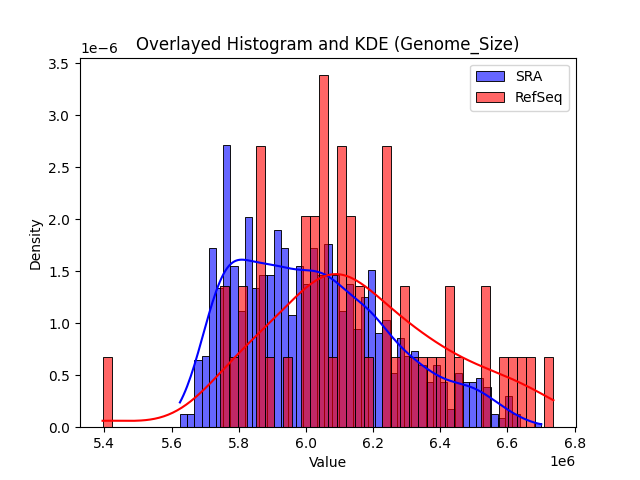 Overlayed Histogram and KDE (Genome_Size)
1e−6
SRA
RefSeq
3.5
3.0
2.5
2.0
1.5
1.0
0.5
0.0
Density
5.4
5.6
5.8
6.0
6.2
6.4
6.6
6.8
1e6
Value